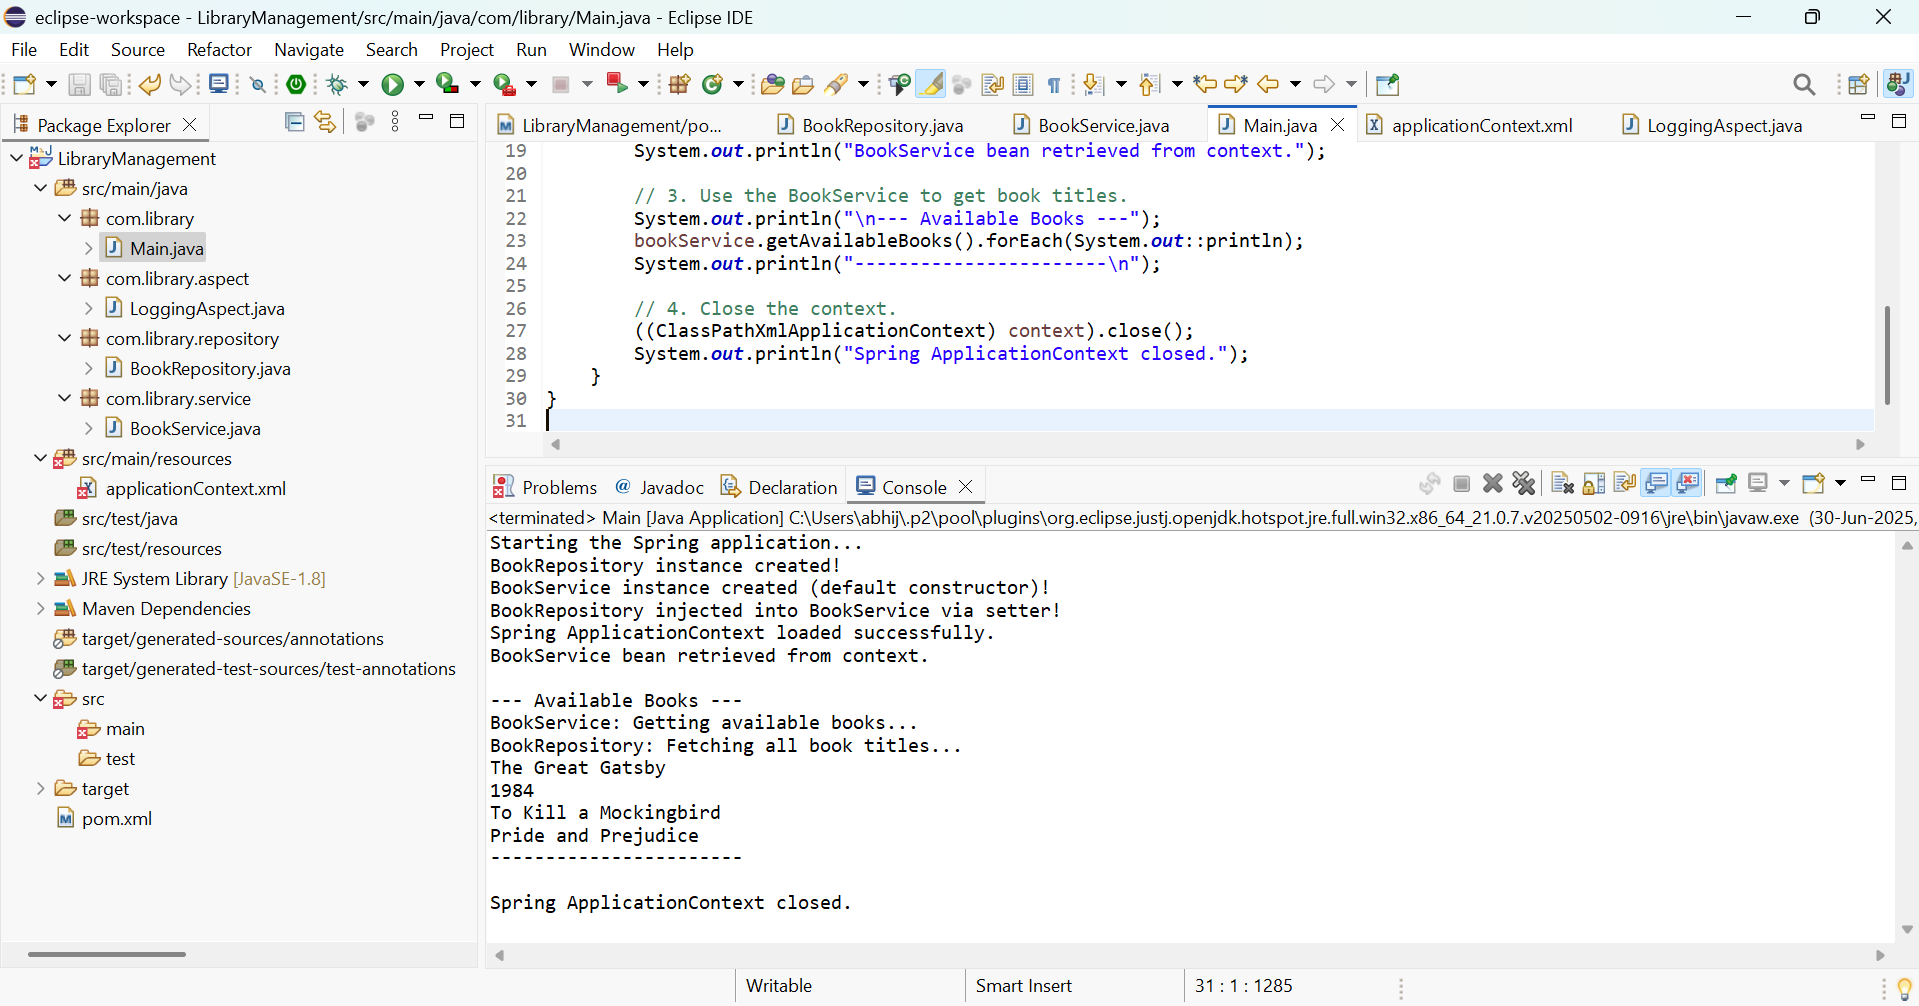 eclipse-workspace - LibraryManagement/src/main/java/com/library/Main.java - Eclipse IDE
File Edit Source Refactor Navigate Search Project Run Window Help
Package Explorer
LibraryManagement
src/main/java
com.library
Main.java
com.library.aspect
LoggingAspect.java
com.library.repository
BookRepository.java
com.library.service
BookService.java
src/main/resources
applicationContext.xml
src/test/java
src/test/resources
JRE System Library [JavaSE-1.8]
Maven Dependencies
target/generated-sources/annotations
target/generated-test-sources/test-annotations
src
main
test
target
pom.xml
LibraryManagement/po... BookRepository.java BookService.java Main.java applicationContext.xml LoggingAspect.java
19 System.out.println("BookService bean retrieved from context.");
20
21 // 3. Use the BookService to get book titles.
22 System.out.println("\n--- Available Books ---");
23 bookService.getAvailableBooks().forEach(System.out::println);
24 System.out.println("-----------------------\n");
25
26 // 4. Close the context.
27 ((ClassPathXmlApplicationContext) context).close();
28 System.out.println("Spring ApplicationContext closed.");
29 }
30 }
31
Problems Javadoc Declaration Console
<terminated> Main [Java Application] C:\Users\abhij\.p2\pool\plugins\org.eclipse.justj.openjdk.hotspot.jre.full.win32.x86_64_21.0.7.v20250502-0916\jre\bin\javaw.exe (30-Jun-2025,
Starting the Spring application...
BookRepository instance created!
BookService instance created (default constructor)!
BookRepository injected into BookService via setter!
Spring ApplicationContext loaded successfully.
BookService bean retrieved from context.

--- Available Books ---
BookService: Getting available books...
BookRepository: Fetching all book titles...
The Great Gatsby
1984
To Kill a Mockingbird
Pride and Prejudice
-----------------------

Spring ApplicationContext closed.
Writable Smart Insert 31 : 1 : 1285